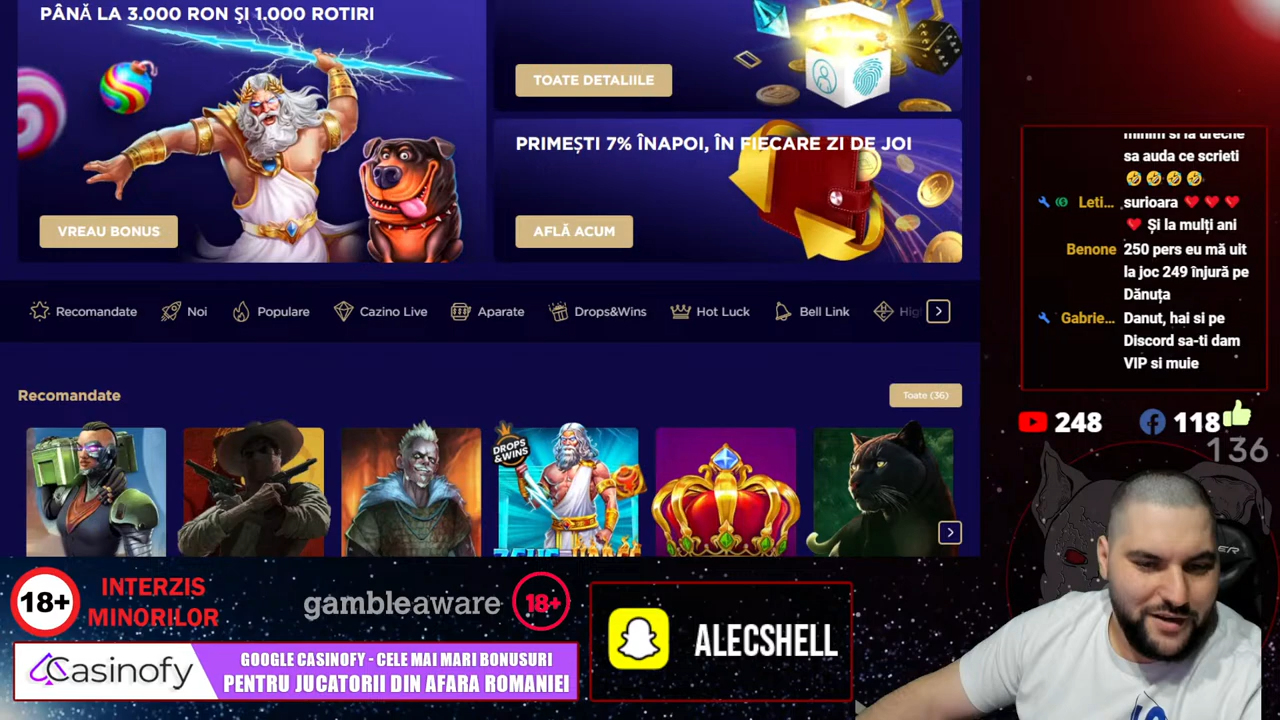 PÂNĂ LA 3.000 RON ȘI 1.000 ROTIRI
VREAU BONUS
TOATE DETALIILE
PRIMEȘTI 7% ÎNAPOI, ÎN FIECARE ZI DE JOI
AFLĂ ACUM
Recomandate
Noi
Populare
Cazino Live
Aparate
Drops&Wins
Hot Luck
Bell Link
Recomandate
Toate (36)
DROPS
&WINS
minim si la ureche
sa auda ce scrieti
Leti... surioara
Și la mulți ani
Benone 250 pers eu mă uit
la joc 249 înjură pe
Dănuța
Gabrie... Danut, hai si pe
Discord sa-ti dam
VIP si muie
248
118
136
18+
INTERZIS
MINORILOR
gambleaware
18+
Casinofy
GOOGLE CASINOFY - CELE MAI MARI BONUSURI
PENTRU JUCATORII DIN AFARA ROMANIEI
ALECSHELL